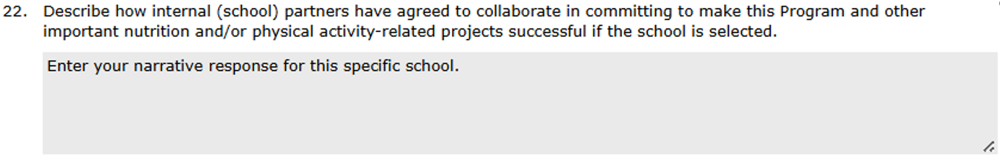 22. Describe how internal (school) partners have agreed to collaborate in committing to make this Program and other
important nutrition and/or physical activity-related projects successful if the school is selected.
Enter your narrative response for this specific school.